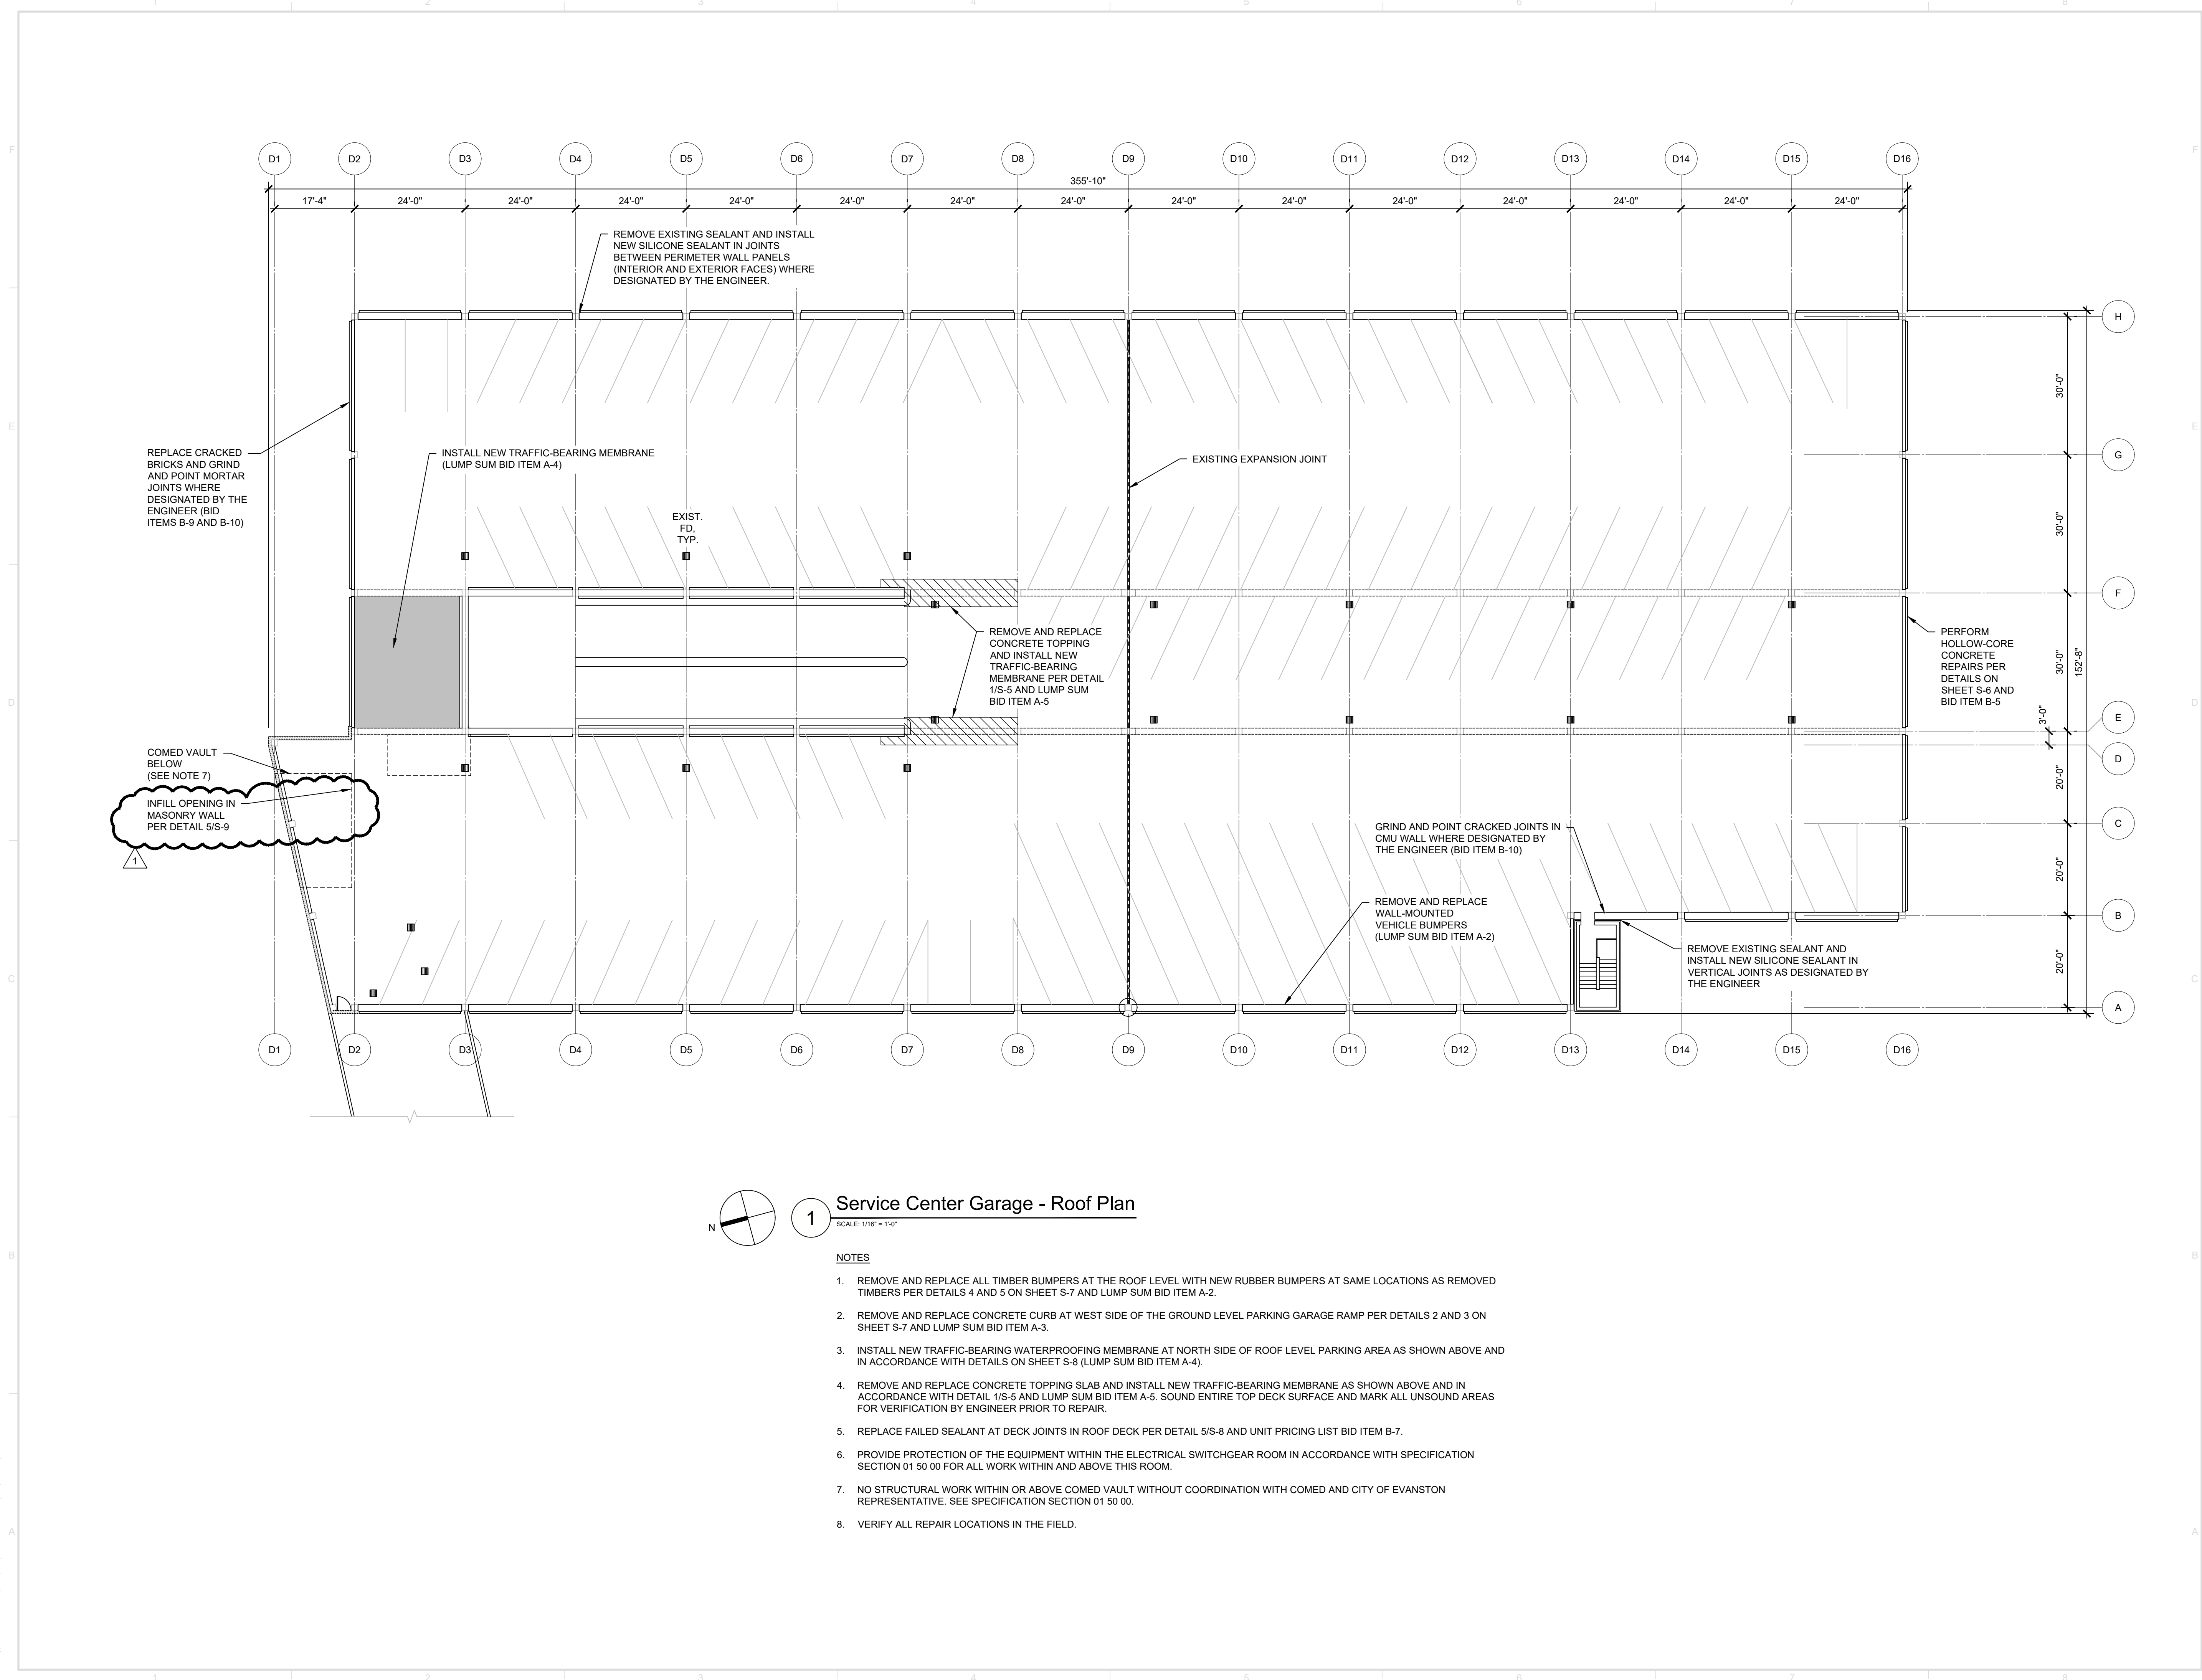 1 2 3 4 5 6 7 8
D1 D2 D3 D4 D5 D6 D7 D8 D9 D10 D11 D12 D13 D14 D15 D16
355'-10"
17'-4" 24'-0" 24'-0" 24'-0" 24'-0" 24'-0" 24'-0" 24'-0" 24'-0" 24'-0" 24'-0" 24'-0" 24'-0" 24'-0" 24'-0"
REMOVE EXISTING SEALANT AND INSTALL
NEW SILICONE SEALANT IN JOINTS
BETWEEN PERIMETER WALL PANELS
(INTERIOR AND EXTERIOR FACES) WHERE
DESIGNATED BY THE ENGINEER.
REPLACE CRACKED
BRICKS AND GRIND
AND POINT MORTAR
JOINTS WHERE
DESIGNATED BY THE
ENGINEER (BID
ITEMS B-9 AND B-10)
INSTALL NEW TRAFFIC-BEARING MEMBRANE
(LUMP SUM BID ITEM A-4)
EXIST.
FD,
TYP.
EXISTING EXPANSION JOINT
REMOVE AND REPLACE
CONCRETE TOPPING
AND INSTALL NEW
TRAFFIC-BEARING
MEMBRANE PER DETAIL
1/S-5 AND LUMP SUM
BID ITEM A-5
PERFORM
HOLLOW-CORE
CONCRETE
REPAIRS PER
DETAILS ON
SHEET S-6 AND
BID ITEM B-5
H
G
F
E
D
C
B
A
30'-0"
30'-0"
30'-0"
152'-8"
3'-0"
20'-0"
20'-0"
20'-0"
COMED VAULT
BELOW
(SEE NOTE 7)
INFILL OPENING IN
MASONRY WALL
PER DETAIL 5/S-9
1
GRIND AND POINT CRACKED JOINTS IN
CMU WALL WHERE DESIGNATED BY
THE ENGINEER (BID ITEM B-10)
REMOVE AND REPLACE
WALL-MOUNTED
VEHICLE BUMPERS
(LUMP SUM BID ITEM A-2)
REMOVE EXISTING SEALANT AND
INSTALL NEW SILICONE SEALANT IN
VERTICAL JOINTS AS DESIGNATED BY
THE ENGINEER
D1 D2 D3 D4 D5 D6 D7 D8 D9 D10 D11 D12 D13 D14 D15 D16
N
1
Service Center Garage - Roof Plan
SCALE: 1/16" = 1'-0"
NOTES
1. REMOVE AND REPLACE ALL TIMBER BUMPERS AT THE ROOF LEVEL WITH NEW RUBBER BUMPERS AT SAME LOCATIONS AS REMOVED
TIMBERS PER DETAILS 4 AND 5 ON SHEET S-7 AND LUMP SUM BID ITEM A-2.
2. REMOVE AND REPLACE CONCRETE CURB AT WEST SIDE OF THE GROUND LEVEL PARKING GARAGE RAMP PER DETAILS 2 AND 3 ON
SHEET S-7 AND LUMP SUM BID ITEM A-3.
3. INSTALL NEW TRAFFIC-BEARING WATERPROOFING MEMBRANE AT NORTH SIDE OF ROOF LEVEL PARKING AREA AS SHOWN ABOVE AND
IN ACCORDANCE WITH DETAILS ON SHEET S-8 (LUMP SUM BID ITEM A-4).
4. REMOVE AND REPLACE CONCRETE TOPPING SLAB AND INSTALL NEW TRAFFIC-BEARING MEMBRANE AS SHOWN ABOVE AND IN
ACCORDANCE WITH DETAIL 1/S-5 AND LUMP SUM BID ITEM A-5. SOUND ENTIRE TOP DECK SURFACE AND MARK ALL UNSOUND AREAS
FOR VERIFICATION BY ENGINEER PRIOR TO REPAIR.
5. REPLACE FAILED SEALANT AT DECK JOINTS IN ROOF DECK PER DETAIL 5/S-8 AND UNIT PRICING LIST BID ITEM B-7.
6. PROVIDE PROTECTION OF THE EQUIPMENT WITHIN THE ELECTRICAL SWITCHGEAR ROOM IN ACCORDANCE WITH SPECIFICATION
SECTION 01 50 00 FOR ALL WORK WITHIN AND ABOVE THIS ROOM.
7. NO STRUCTURAL WORK WITHIN OR ABOVE COMED VAULT WITHOUT COORDINATION WITH COMED AND CITY OF EVANSTON
REPRESENTATIVE. SEE SPECIFICATION SECTION 01 50 00.
8. VERIFY ALL REPAIR LOCATIONS IN THE FIELD.
F F
E E
D D
C C
B B
A A
1 2 3 4 5 6 7 8